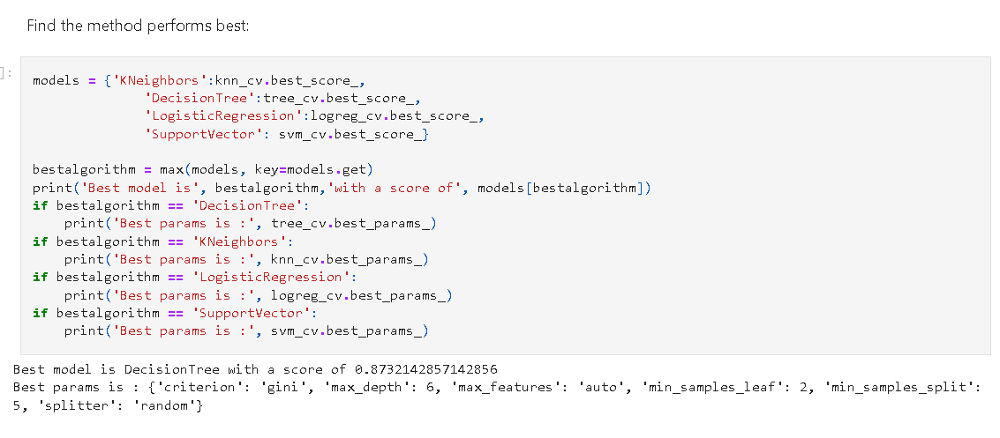 Find the method performs best:
]:
models = {'KNeighbors':knn_cv.best_score_,
              'DecisionTree':tree_cv.best_score_,
              'LogisticRegression':logreg_cv.best_score_,
              'SupportVector': svm_cv.best_score_}

bestalgorithm = max(models, key=models.get)
print('Best model is', bestalgorithm,'with a score of', models[bestalgorithm])
if bestalgorithm == 'DecisionTree':
    print('Best params is :', tree_cv.best_params_)
if bestalgorithm == 'KNeighbors':
    print('Best params is :', knn_cv.best_params_)
if bestalgorithm == 'LogisticRegression':
    print('Best params is :', logreg_cv.best_params_)
if bestalgorithm == 'SupportVector':
    print('Best params is :', svm_cv.best_params_)
Best model is DecisionTree with a score of 0.8732142857142856
Best params is : {'criterion': 'gini', 'max_depth': 6, 'max_features': 'auto', 'min_samples_leaf': 2, 'min_samples_split':
5, 'splitter': 'random'}